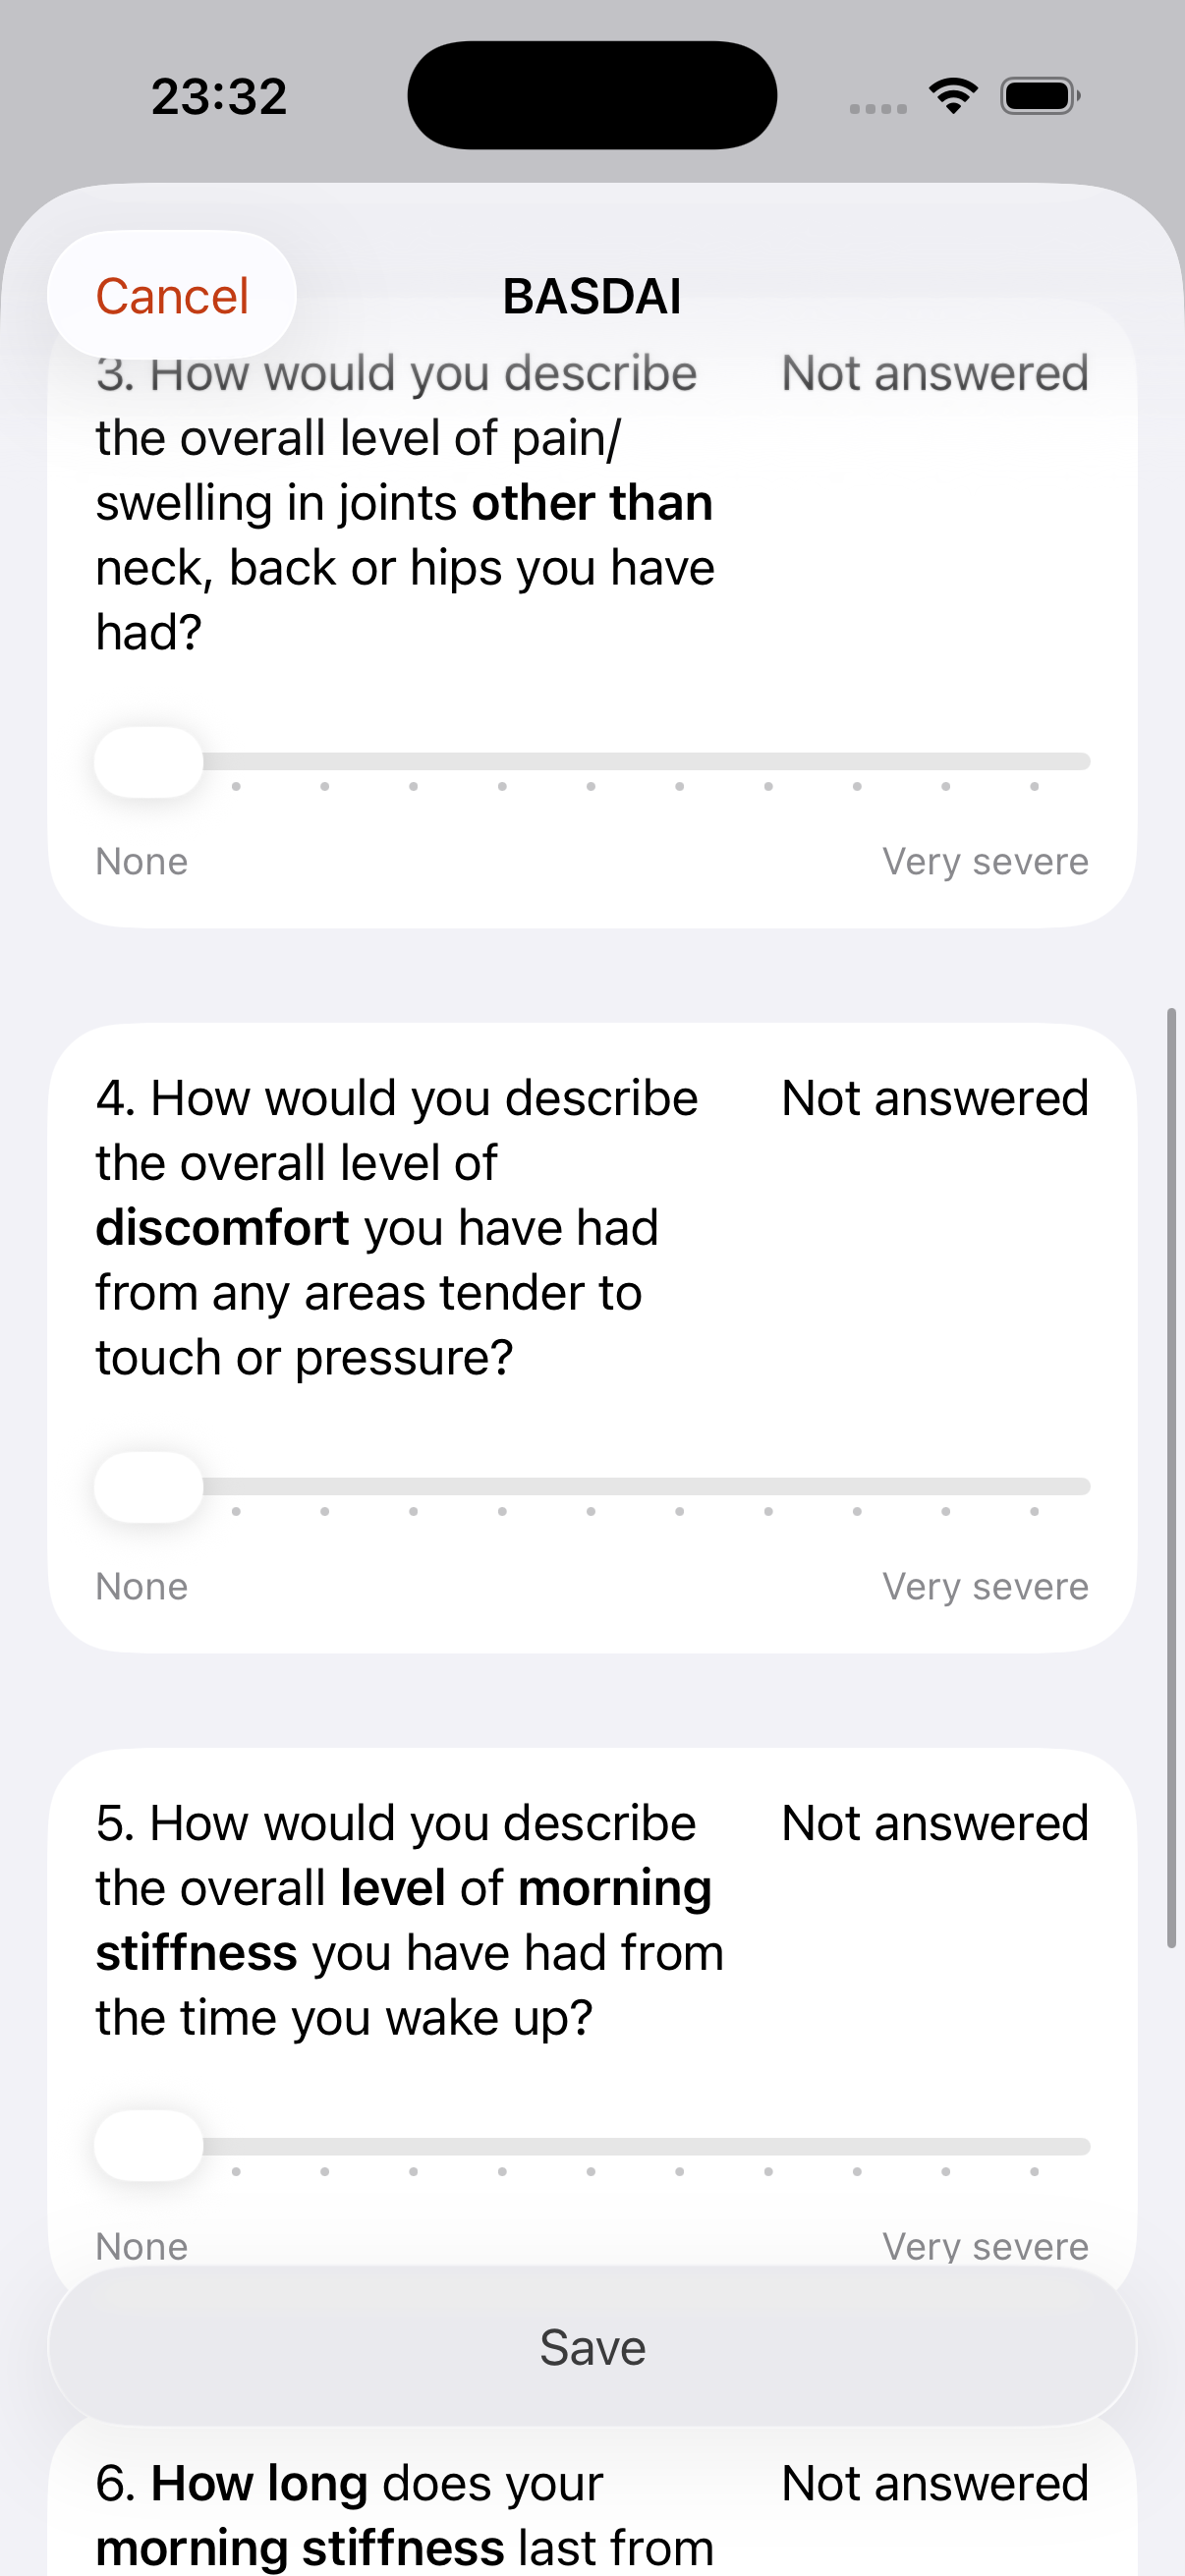 23:32
Cancel
BASDAI
3. How would you describe
Not answered
the overall level of pain/
swelling in joints other than
neck, back or hips you have
had?
None
Very severe
4. How would you describe
Not answered
the overall level of
discomfort you have had
from any areas tender to
touch or pressure?
None
Very severe
5. How would you describe
Not answered
the overall level of morning
stiffness you have had from
the time you wake up?
None
Very severe
Save
6. How long does your
Not answered
morning stiffness last from